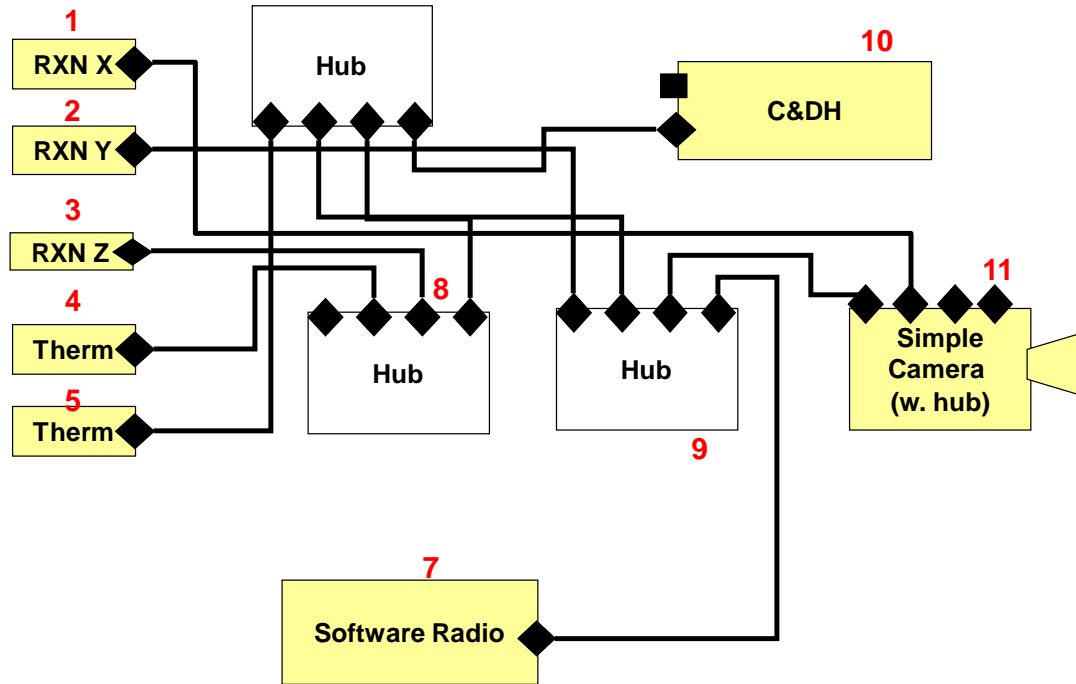 1
RXN X
Hub
10
C&DH
2
RXN Y
3
RXN Z
4
Therm
5
Therm
8
Hub
Hub
9
11
Simple
Camera
(w. hub)
7
Software Radio